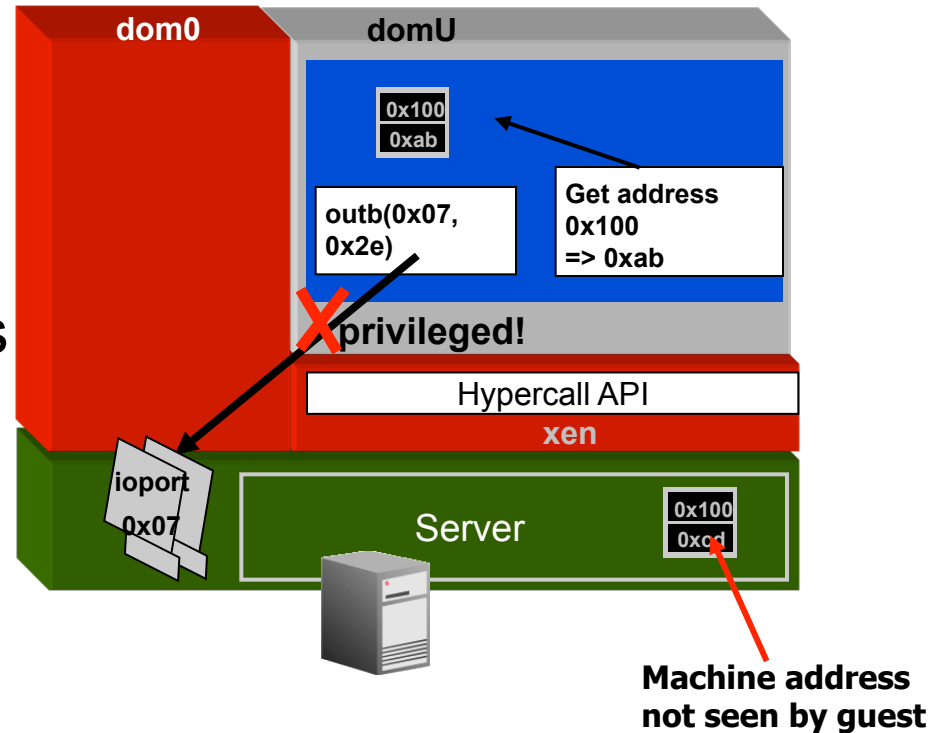 dom0
domU
0x100
0xab
outb(0x07,
0x2e)
Get address
0x100
=> 0xab
s
privileged!
Hypercall API
xen
ioport
0x07
Server
0x100
0xcd
Machine address
not seen by guest